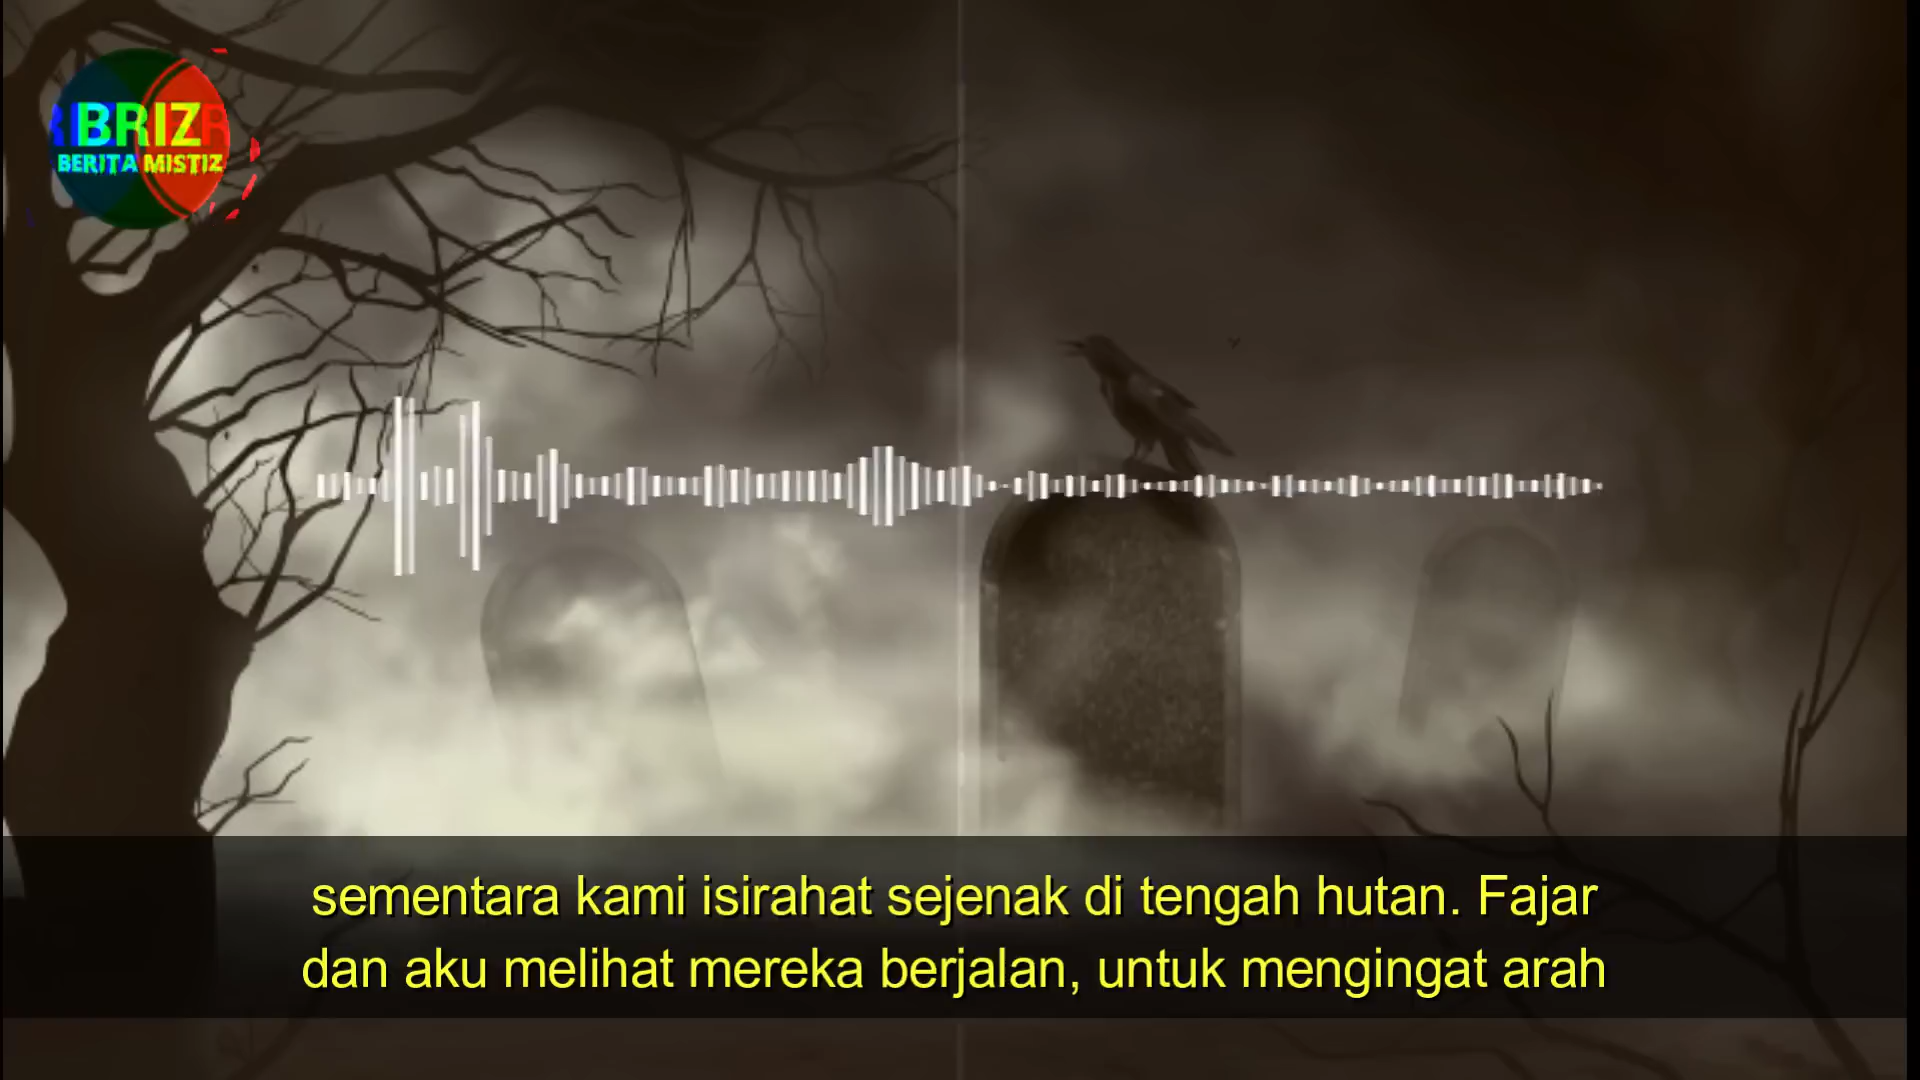 BRIZ
BERITA MISTIZ
sementara kami isirahat sejenak di tengah hutan. Fajar
dan aku melihat mereka berjalan, untuk mengingat arah